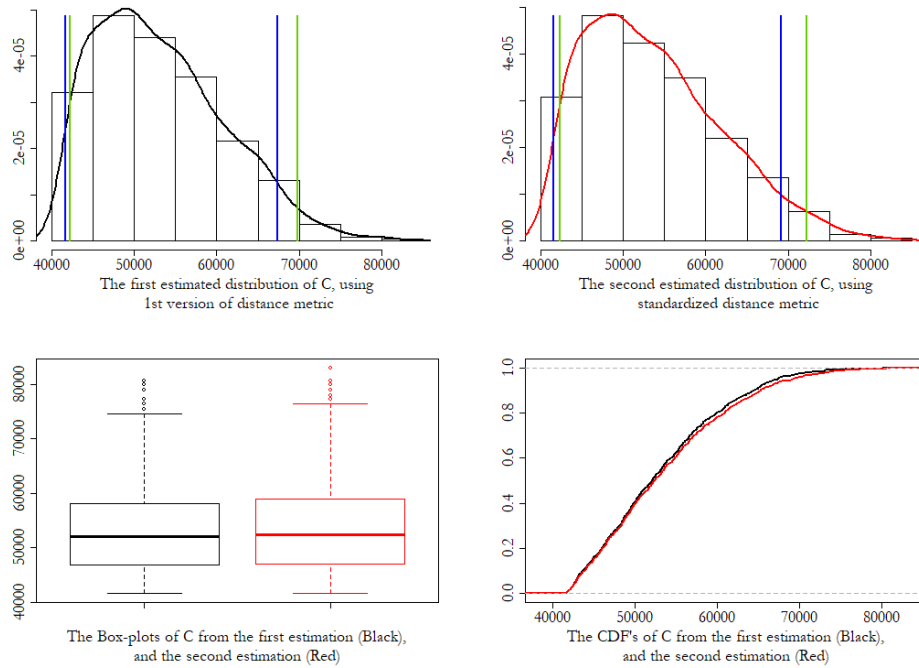 4e-05
2e-05
0e+00
40000 50000 60000 70000 80000
The first estimated distribution of C, using
1st version of distance metric
4e-05
2e-05
0e+00
40000 50000 60000 70000 80000
The second estimated distribution of C, using
standardized distance metric
80000
70000
60000
50000
40000
The Box-plots of C from the first estimation (Black),
and the second estimation (Red)
1.0
0.8
0.6
0.4
0.2
0.0
40000 50000 60000 70000 80000
The CDF's of C from the first estimation (Black),
and the second estimation (Red)